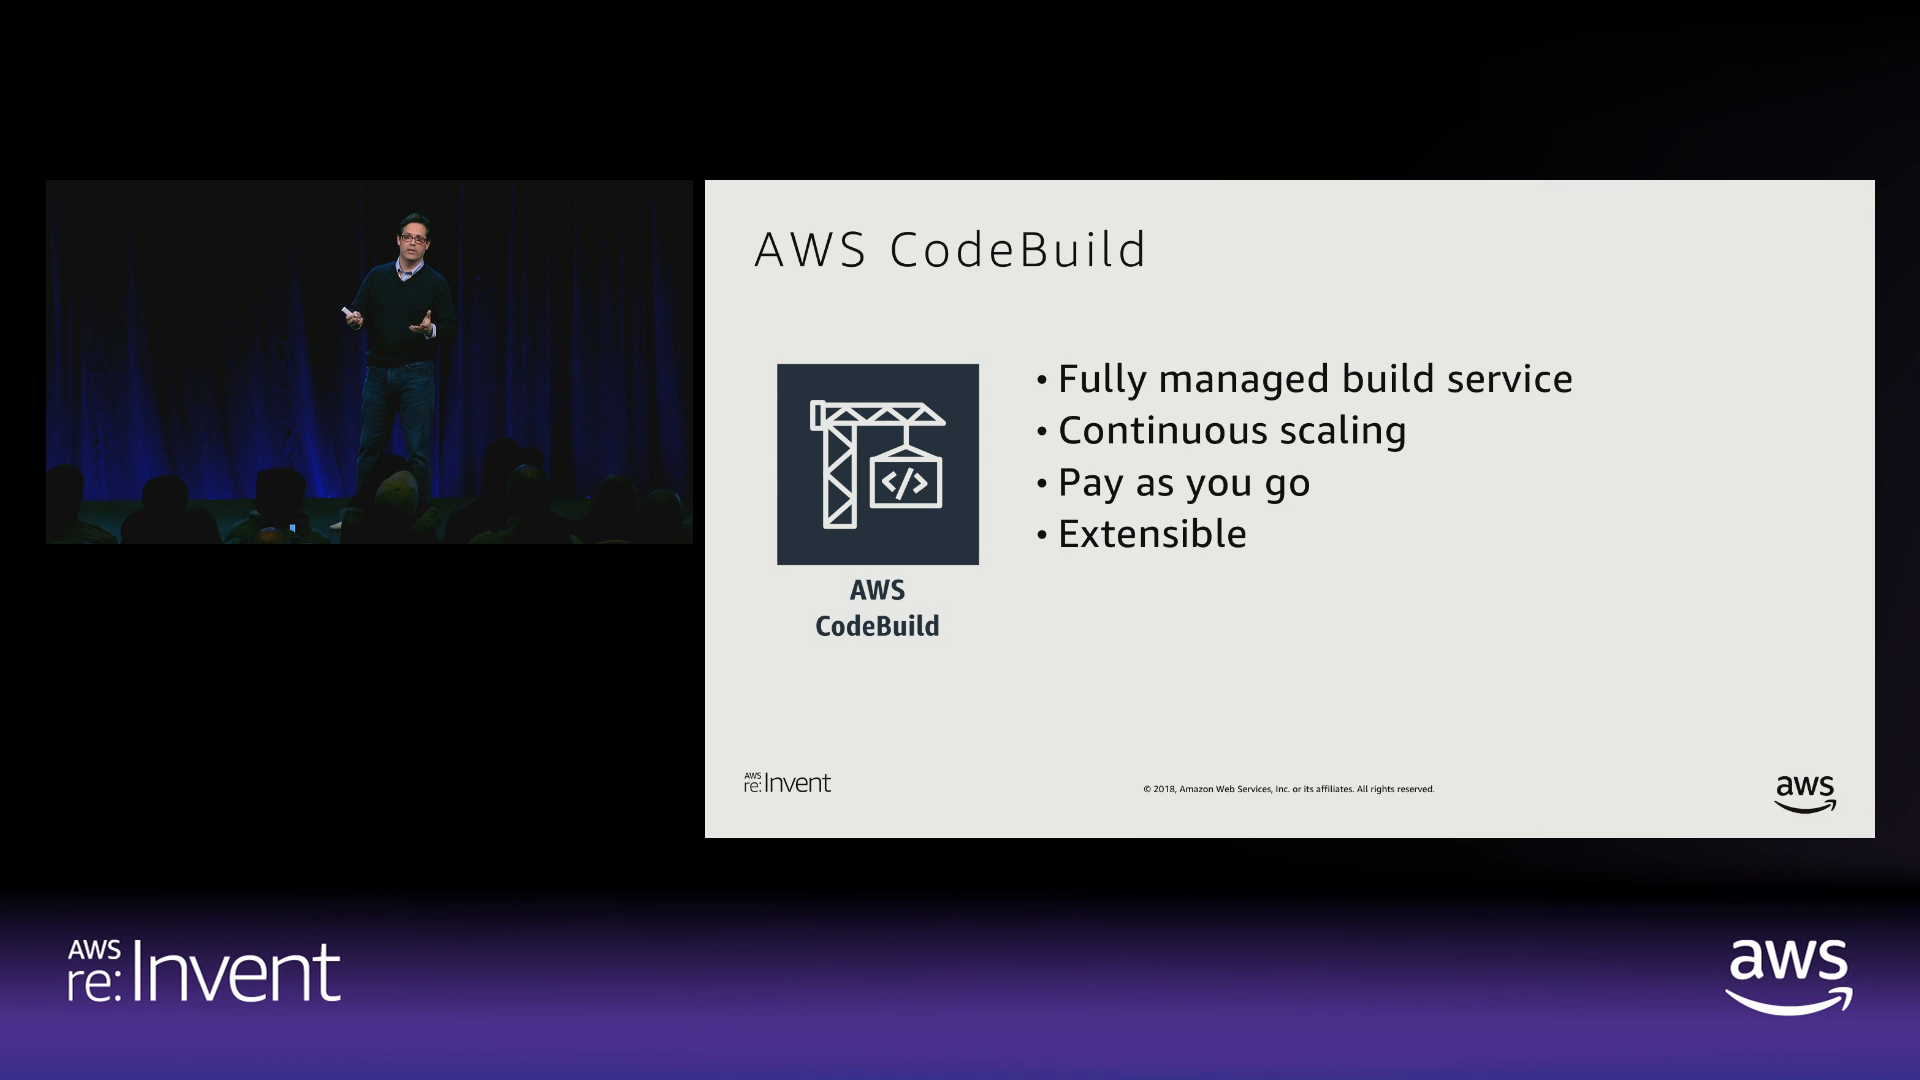 AWS CodeBuild
• Fully managed build service
• Continuous scaling
• Pay as you go
• Extensible
</>
AWS
CodeBuild
AWS
re:Invent
© 2018, Amazon Web Services, Inc. or its affiliates. All rights reserved.
aws
AWS
re:Invent
aws